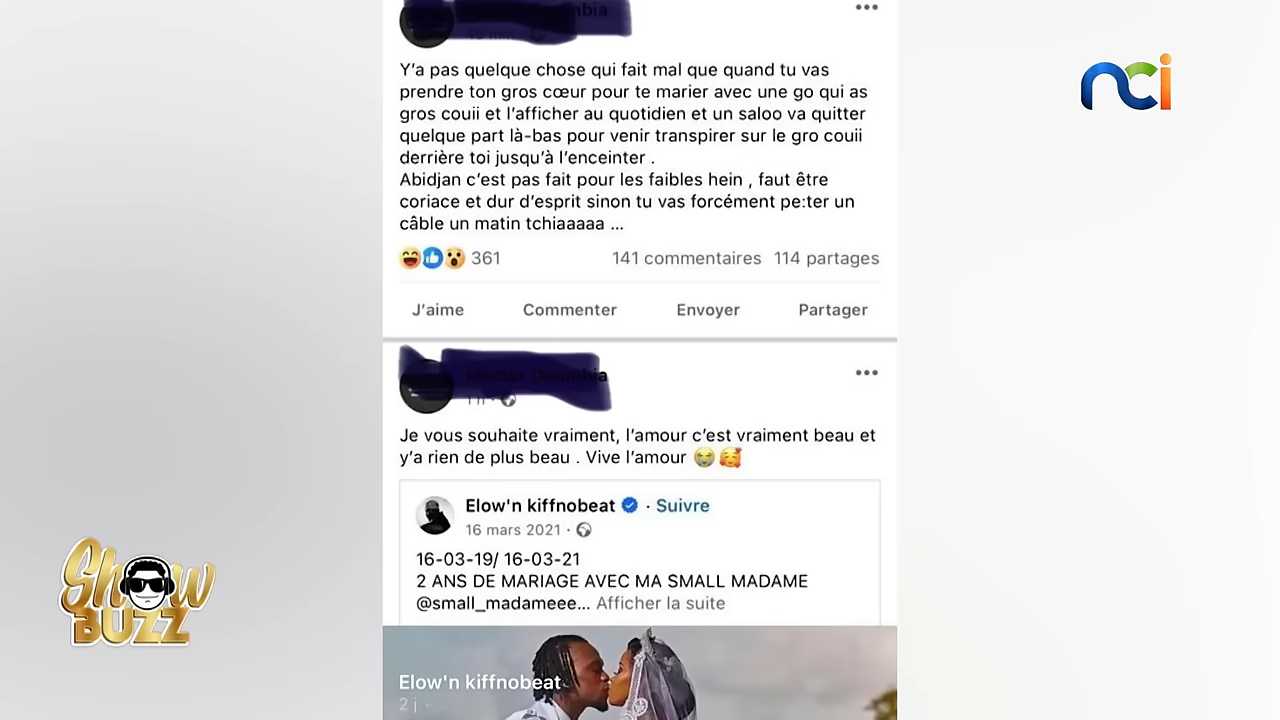 Y'a pas quelque chose qui fait mal que quand tu vas
prendre ton gros cœur pour te marier avec une go qui as
gros couii et l'afficher au quotidien et un saloo va quitter
quelque part là-bas pour venir transpirer sur le gro couii
derrière toi jusqu'à l'enceinter .
Abidjan c'est pas fait pour les faibles hein , faut être
coriace et dur d'esprit sinon tu vas forcément pe:ter un
câble un matin tchiaaaaa ...
361 141 commentaires 114 partages
J'aime Commenter Envoyer Partager
Je vous souhaite vraiment, l'amour c'est vraiment beau et
y'a rien de plus beau . Vive l'amour 😭 🥰
Elow'n kiffnobeat · Suivre
16 mars 2021 ·
16-03-19/ 16-03-21
2 ANS DE MARIAGE AVEC MA SMALL MADAME
@small_madameee... Afficher la suite
Elow'n kiffnobeat
2 j ·
nci
Show
BUZZ